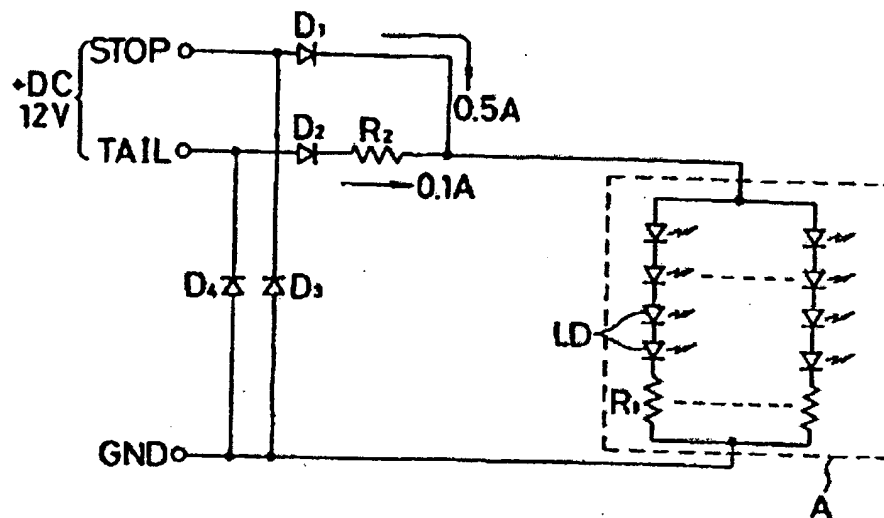 D₁
STOP
+DC
12V
0.5A
D₂
R₂
TAIL
0.1A
D₄
D₃
LD
R₁
GND
A